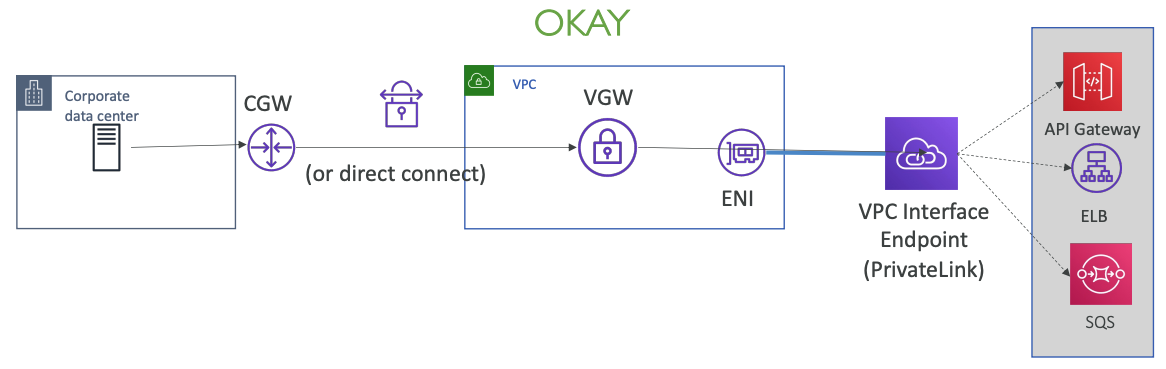 OKAY
Corporate
data center
CGW
(or direct connect)
VPC
VGW
ENI
VPC Interface
Endpoint
(PrivateLink)
API Gateway
ELB
SQS